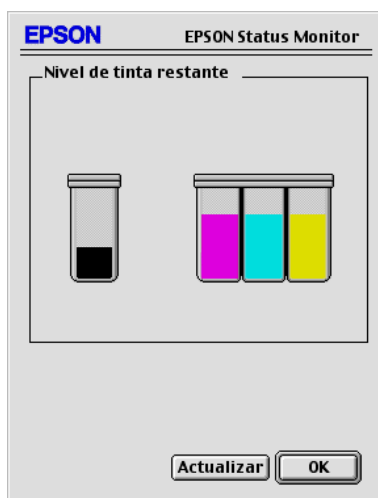 EPSON EPSON Status Monitor
Nivel de tinta restante
Actualizar OK